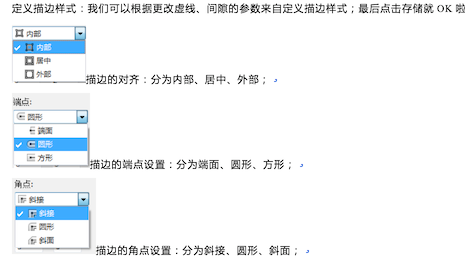 定义描边样式：我们可以根据更改虚线、间隙的参数来自定义描边样式；最后点击存储就 OK 啦
内部
内部
居中
外部
描边的对齐：分为内部、居中、外部；
端点:
圆形
端面
圆形
方形
描边的端点设置：分为端面、圆形、方形；
角点:
斜接
斜接
圆形
斜面
描边的角点设置：分为斜接、圆形、斜面；